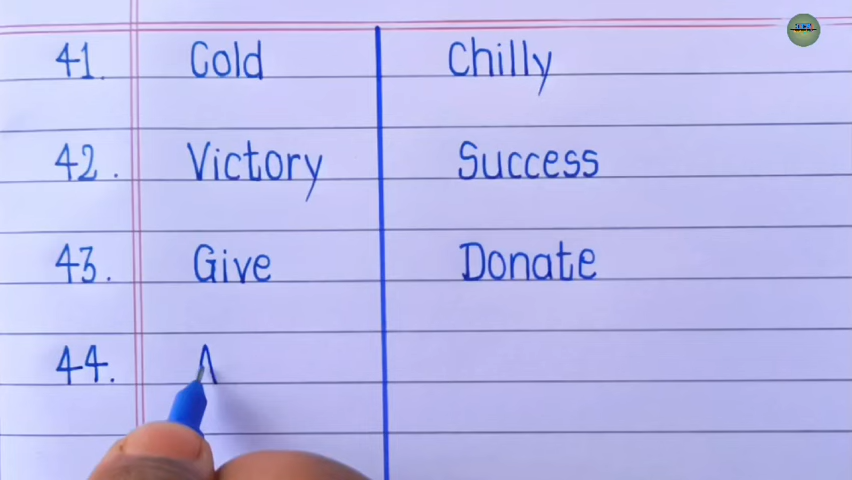 41. Cold Chilly
42. Victory Success
43. Give Donate
44. A